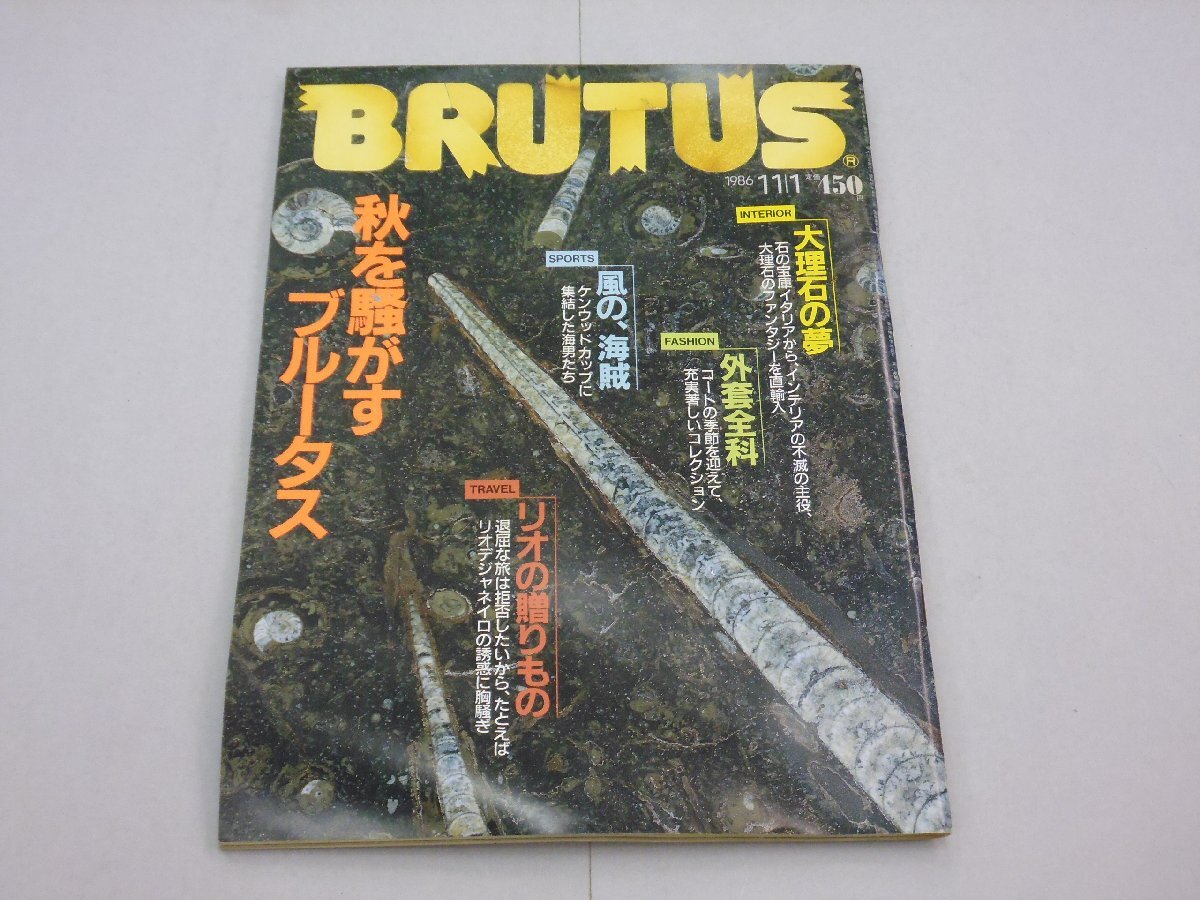 BRUTUS
1986 11/1 定価450円
秋を騒がす
ブルータス
INTERIOR
大理石の夢
石の宝庫イタリアから、インテリアの不滅の主役、
大理石のファンタジーを直輸入
SPORTS
風の、海賊
ケンウッドカップに
集結した海男たち
FASHION
外套全科
コートの季節を迎えて、
充実著しいコレクション
TRAVEL
リオの贈りもの
退屈な旅は拒否したいから、たとえば
リオデジャネイロの誘惑に胸騒ぎ